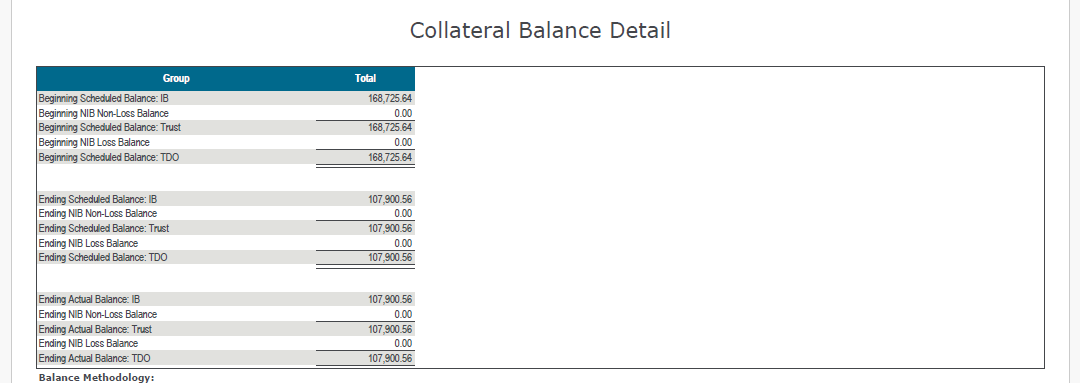 Collateral Balance Detail
Group Total
Beginning Scheduled Balance: IB 168,725.64
Beginning NIB Non-Loss Balance 0.00
Beginning Scheduled Balance: Trust 168,725.64
Beginning NIB Loss Balance 0.00
Beginning Scheduled Balance: TDO 168,725.64
Ending Scheduled Balance: IB 107,900.56
Ending NIB Non-Loss Balance 0.00
Ending Scheduled Balance: Trust 107,900.56
Ending NIB Loss Balance 0.00
Ending Scheduled Balance: TDO 107,900.56
Ending Actual Balance: IB 107,900.56
Ending NIB Non-Loss Balance 0.00
Ending Actual Balance: Trust 107,900.56
Ending NIB Loss Balance 0.00
Ending Actual Balance: TDO 107,900.56
Balance Methodology: